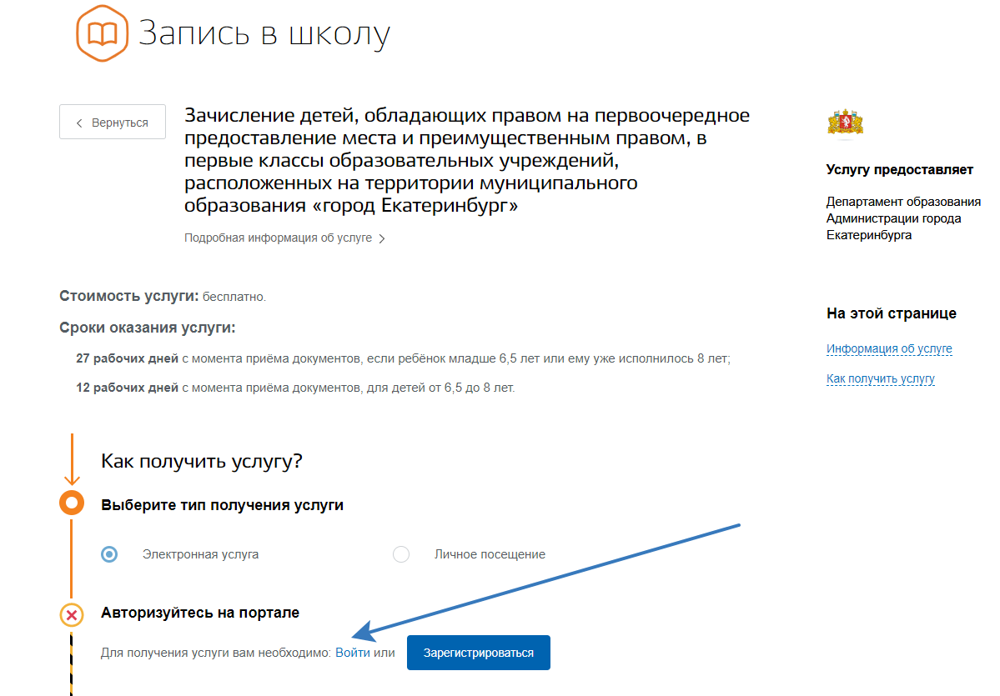 Запись в школу
Вернуться
Зачисление детей, обладающих правом на первоочередное
предоставление места и преимущественным правом, в
первые классы образовательных учреждений,
расположенных на территории муниципального
образования «город Екатеринбург»
Подробная информация об услуге
Услугу предоставляет
Департамент образования
Администрации города
Екатеринбурга
Стоимость услуги: бесплатно.
Сроки оказания услуги:
27 рабочих дней с момента приёма документов, если ребёнок младше 6,5 лет или ему уже исполнилось 8 лет;
12 рабочих дней с момента приёма документов, для детей от 6,5 до 8 лет.
На этой странице
Информация об услуге
Как получить услугу
Как получить услугу?
Выберите тип получения услуги
Электронная услуга
Личное посещение
Авторизуйтесь на портале
Для получения услуги вам необходимо: Войти или
Зарегистрироваться